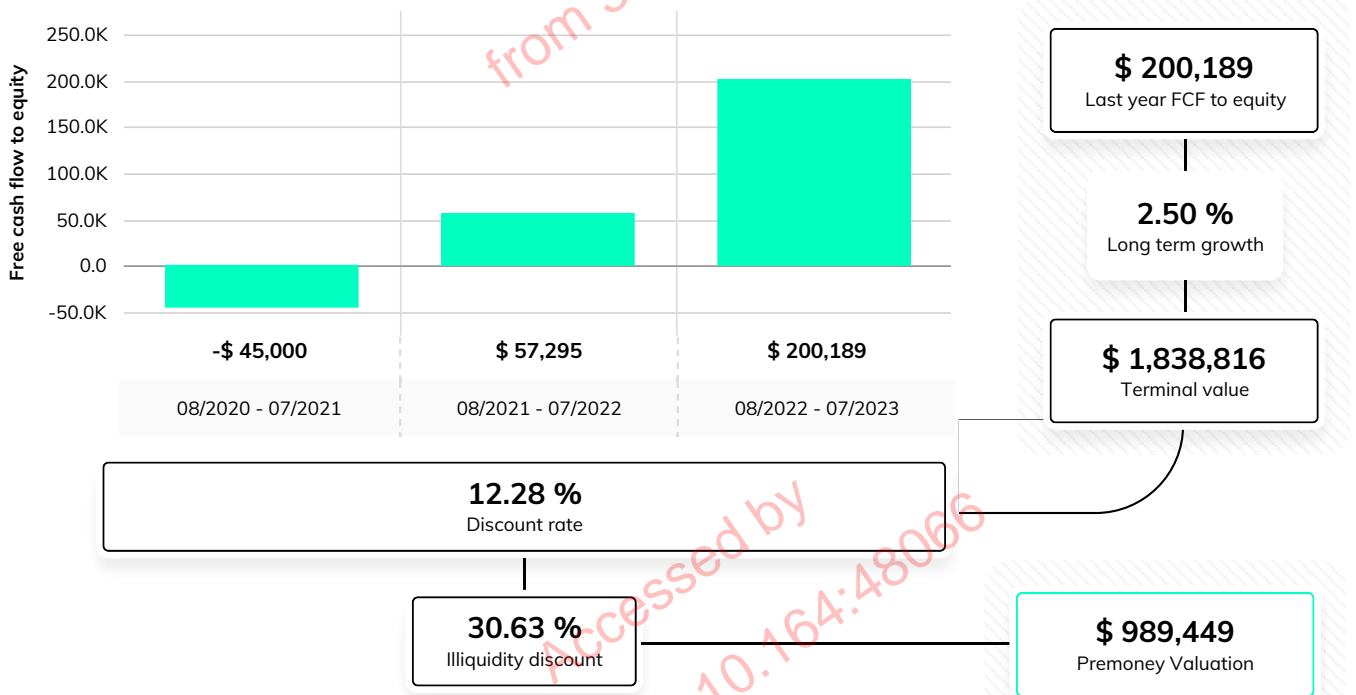 Free cash flow to equity
250.0K
200.0K
150.0K
100.0K
50.0K
0.0
-50.0K
-$ 45,000
$ 57,295
$ 200,189
08/2020 - 07/2021
08/2021 - 07/2022
08/2022 - 07/2023
$ 200,189
Last year FCF to equity
2.50 %
Long term growth
$ 1,838,816
Terminal value
12.28 %
Discount rate
30.63 %
Illiquidity discount
$ 989,449
Premoney Valuation
from
Accessed by
10.164:48066